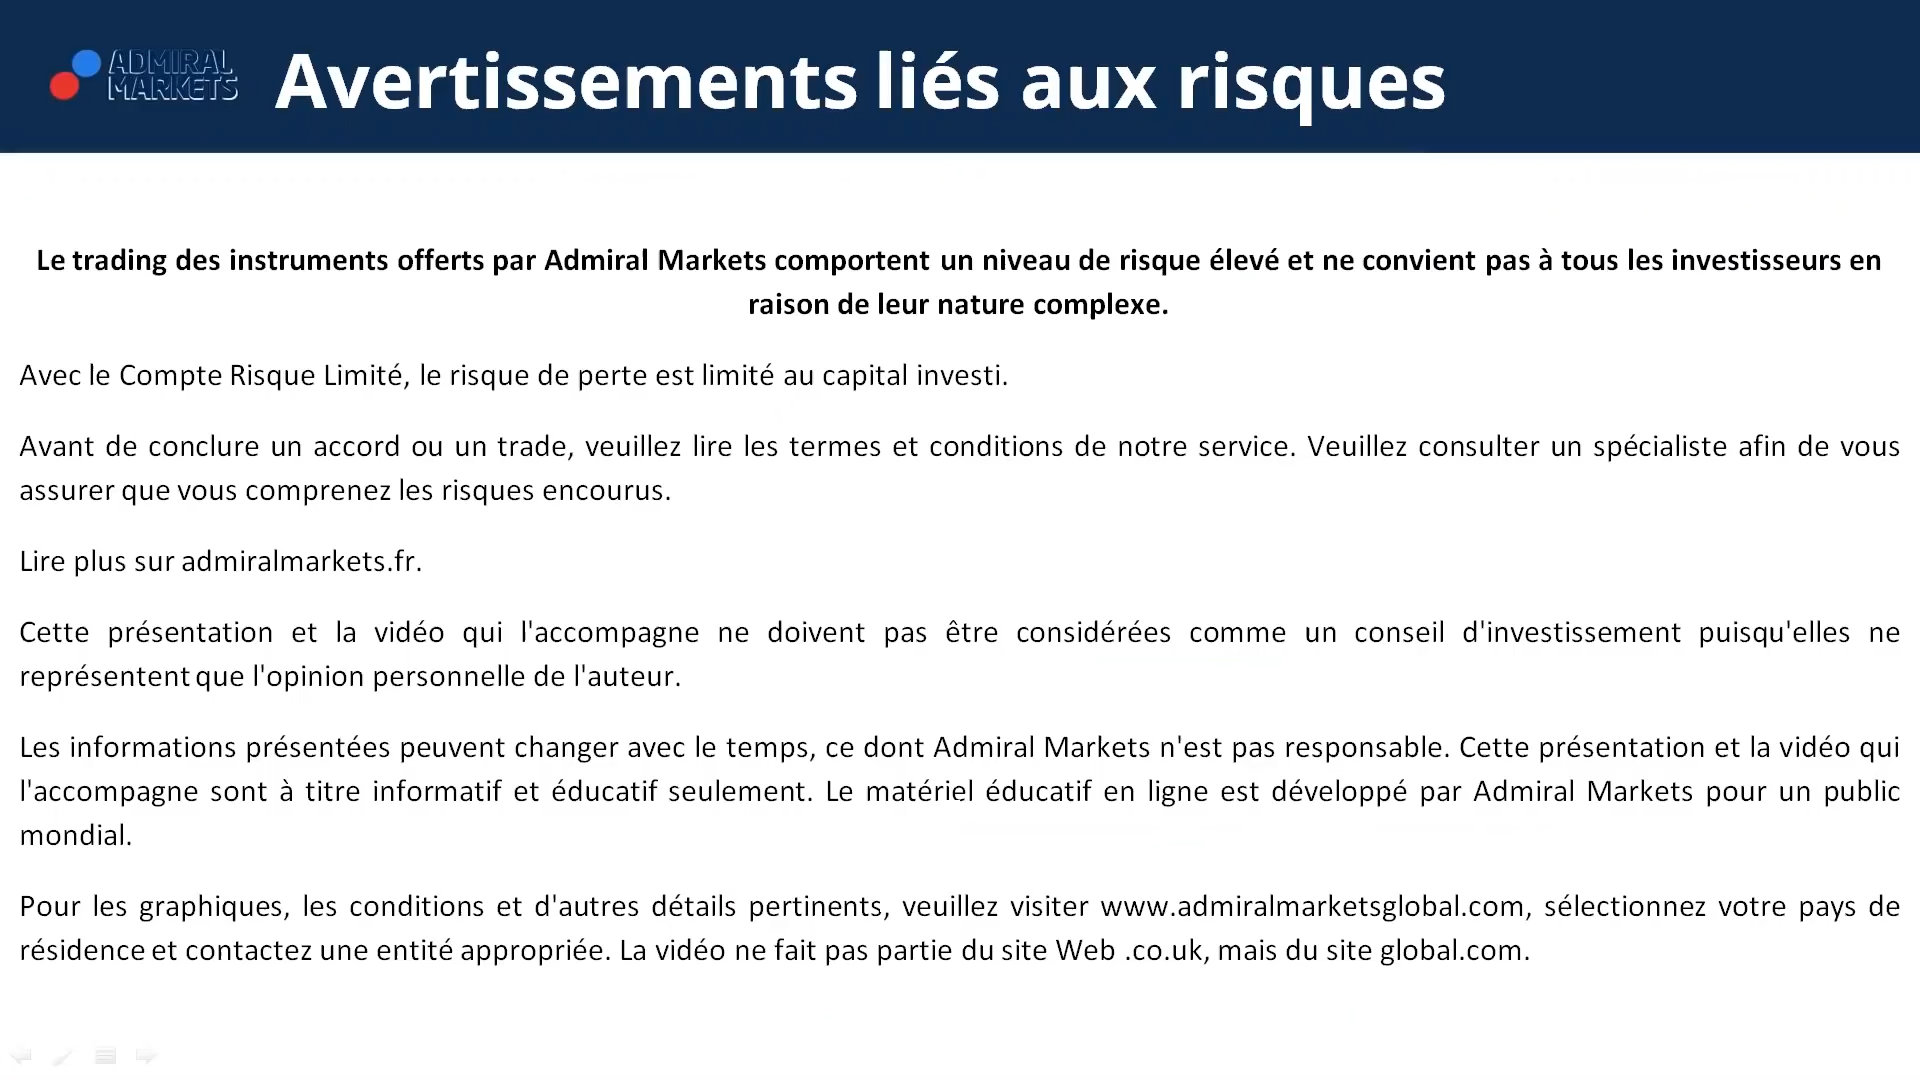 ADMIRAL
MARKETS
Avertissements liés aux risques
Le trading des instruments offerts par Admiral Markets comportent un niveau de risque élevé et ne convient pas à tous les investisseurs en
raison de leur nature complexe.
Avec le Compte Risque Limité, le risque de perte est limité au capital investi.
Avant de conclure un accord ou un trade, veuillez lire les termes et conditions de notre service. Veuillez consulter un spécialiste afin de vous
assurer que vous comprenez les risques encourus.
Lire plus sur admiralmarkets.fr.
Cette présentation et la vidéo qui l'accompagne ne doivent pas être considérées comme un conseil d'investissement puisqu'elles ne
représentent que l'opinion personnelle de l'auteur.
Les informations présentées peuvent changer avec le temps, ce dont Admiral Markets n'est pas responsable. Cette présentation et la vidéo qui
l'accompagne sont à titre informatif et éducatif seulement. Le matériel éducatif en ligne est développé par Admiral Markets pour un public
mondial.
Pour les graphiques, les conditions et d'autres détails pertinents, veuillez visiter www.admiralmarketsglobal.com, sélectionnez votre pays de
résidence et contactez une entité appropriée. La vidéo ne fait pas partie du site Web .co.uk, mais du site global.com.